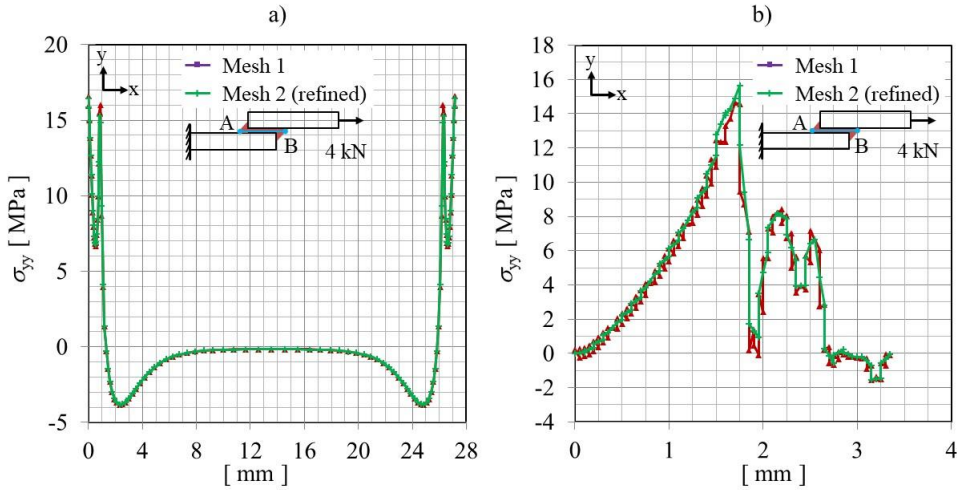 a)
20
15
10
5
0
-5
σyy [ MPa ]
y
x
Mesh 1
Mesh 2 (refined)
A
B
4 kN
0 4 8 12 16 20 24 28
[ mm ]
b)
18
16
14
12
10
8
6
4
2
0
-2
-4
σyy [ MPa ]
y
x
Mesh 1
Mesh 2 (refined)
A
B
4 kN
0 1 2 3 4
[ mm ]